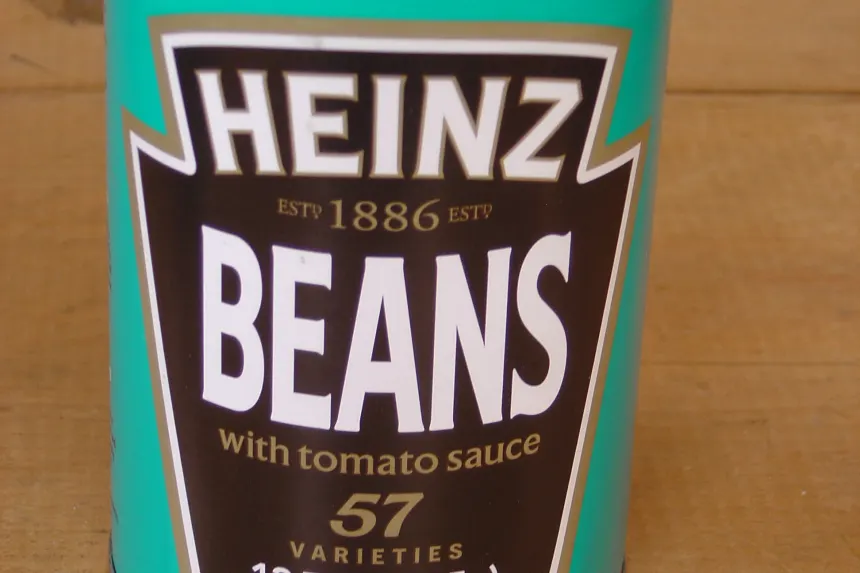 HEINZ
ESTD 1886 ESTD
BEANS
with tomato sauce
57
VARIETIES